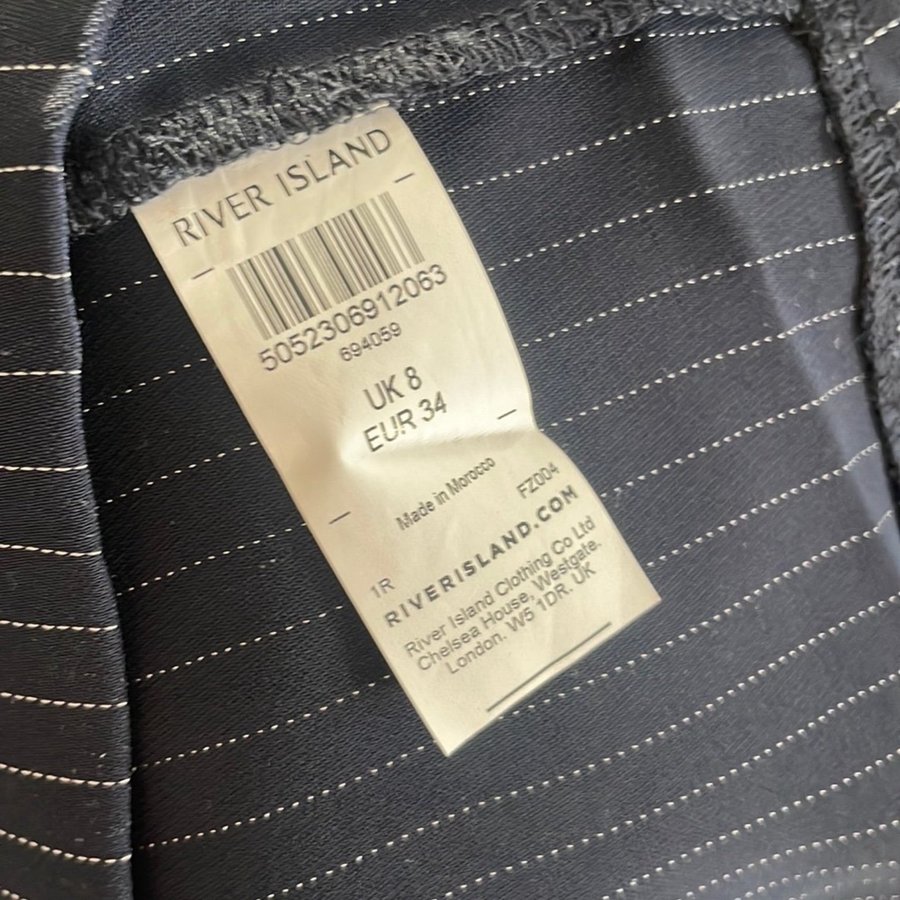 RIVER ISLAND
5052306912063
694059
UK 8
EUR 34
Made in Morocco
FZ004
1R
RIVERISLAND.COM
River Island Clothing Co Ltd
Chelsea House, Westgate.
London. W5 1DR. UK